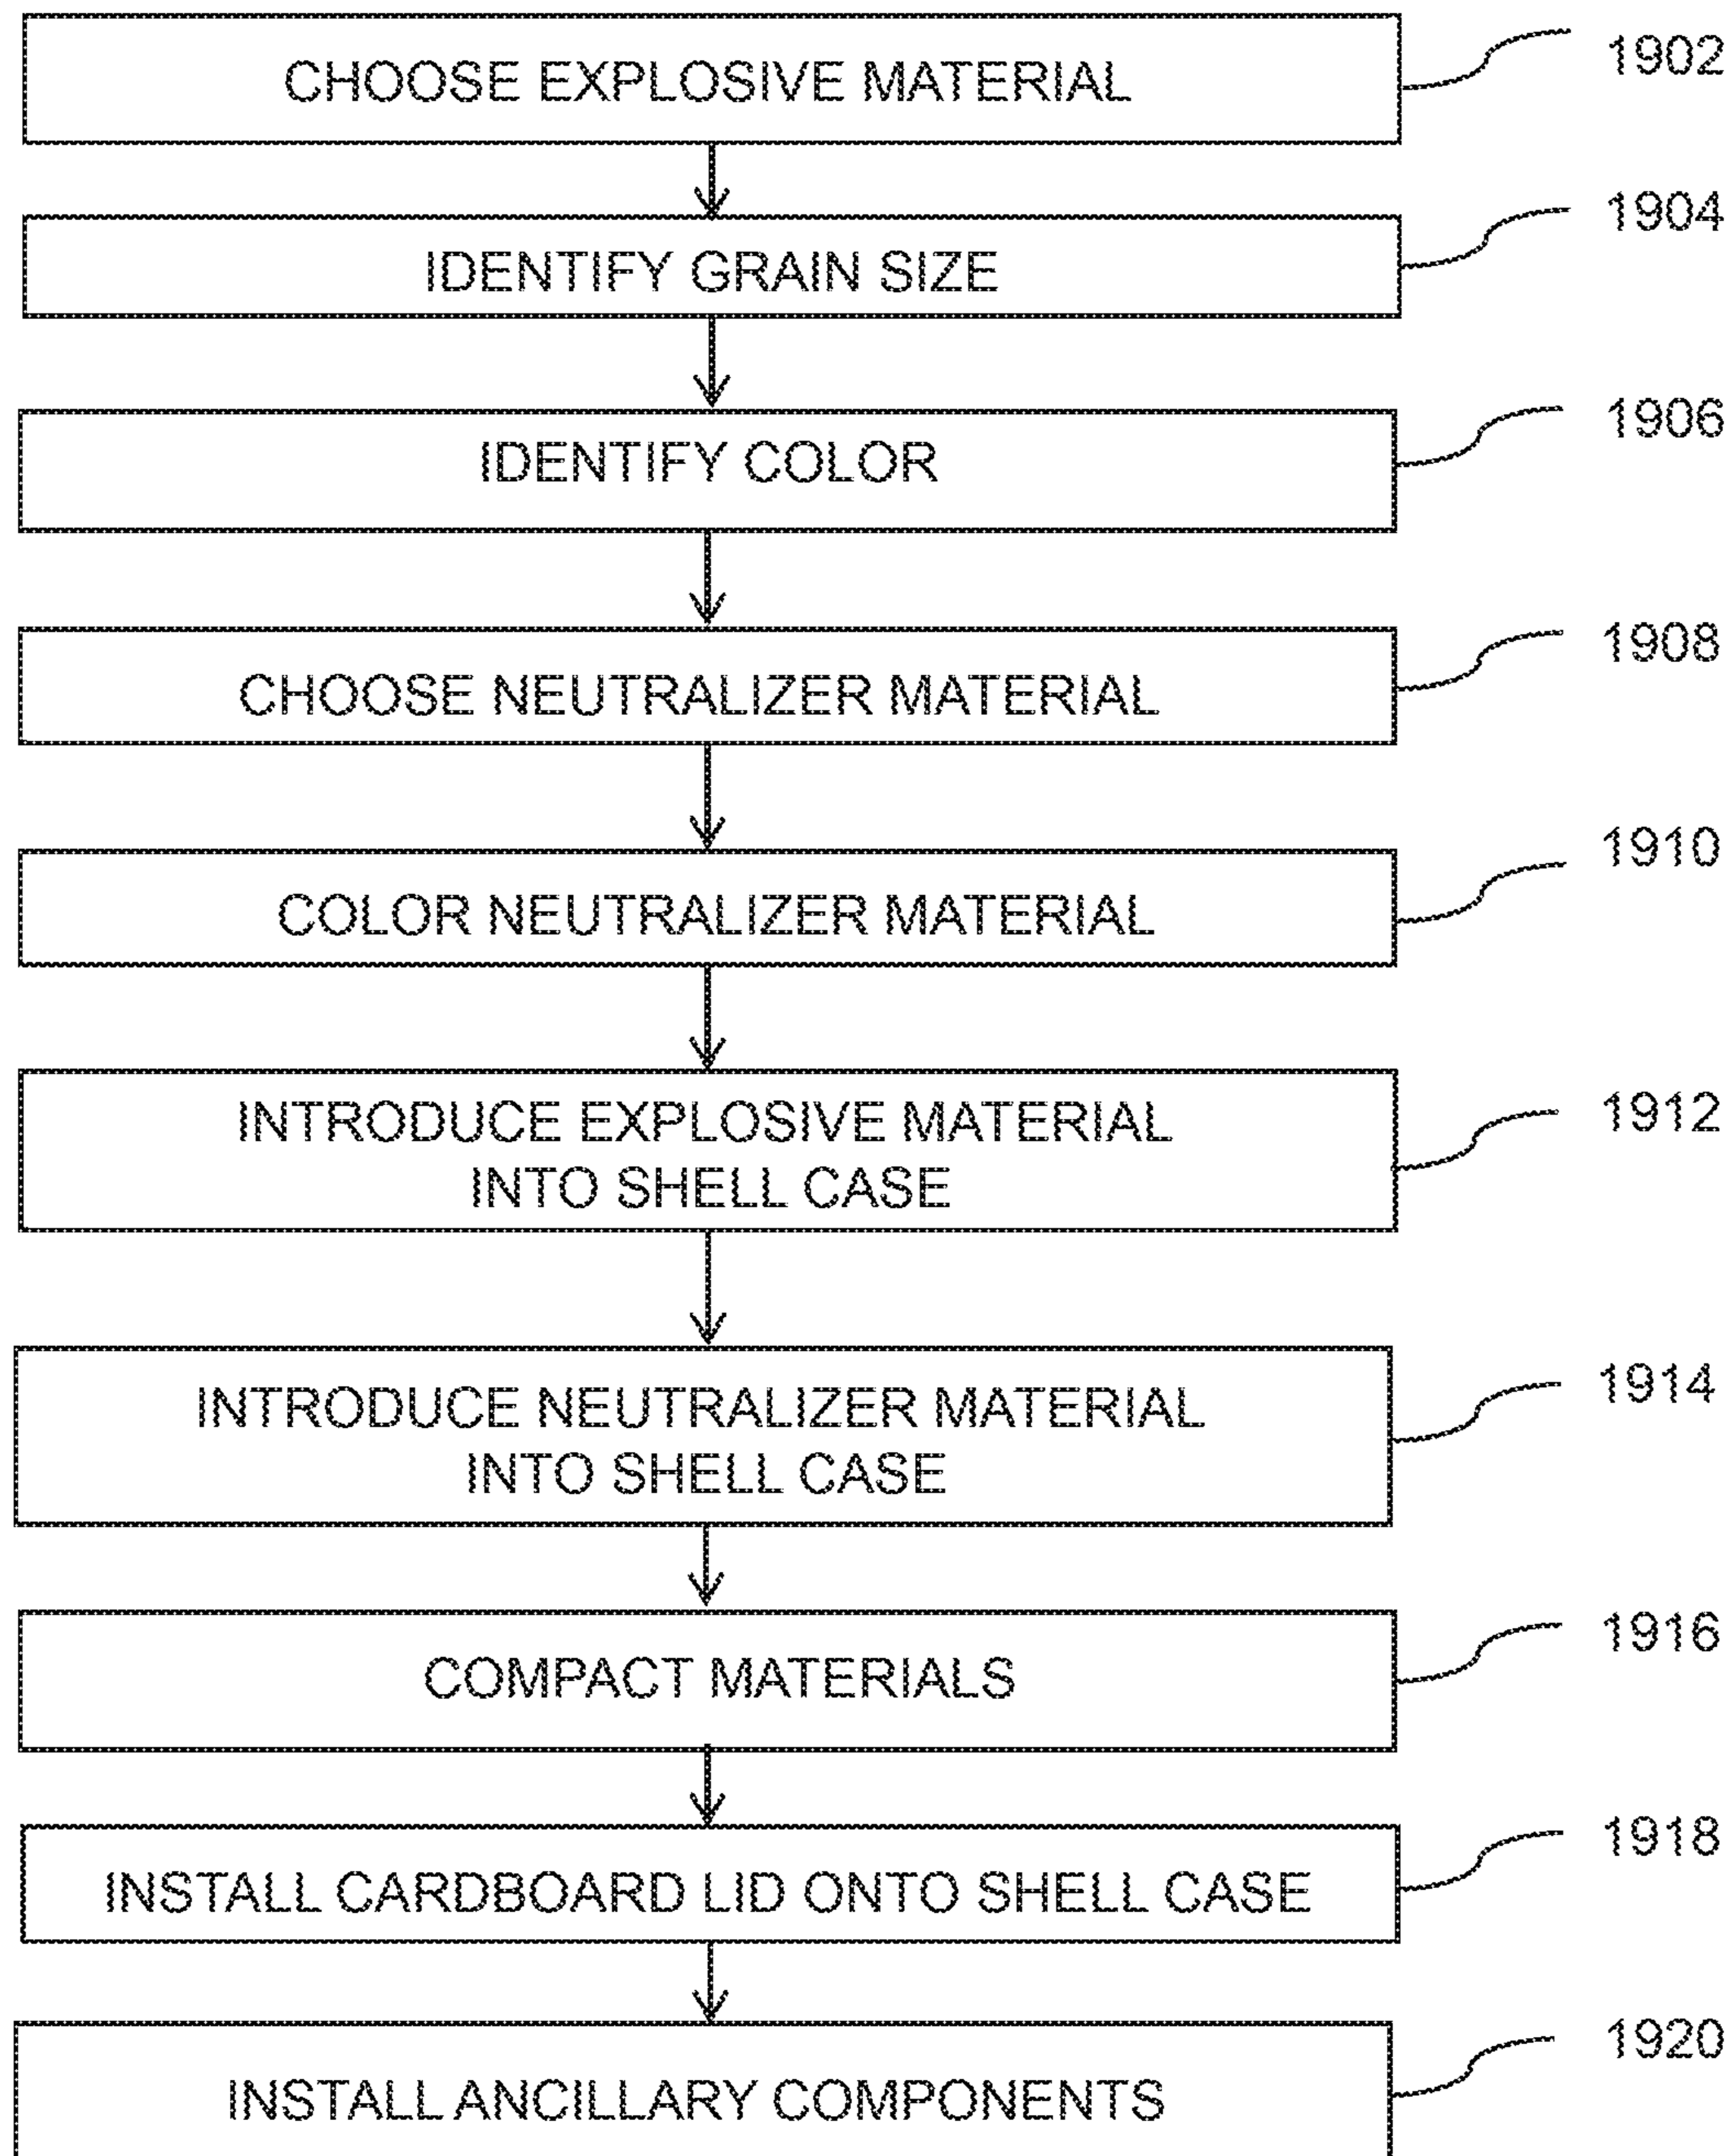 CHOOSE EXPLOSIVE MATERIAL
1902
IDENTIFY GRAIN SIZE
1904
IDENTIFY COLOR
1906
CHOOSE NEUTRALIZER MATERIAL
1908
COLOR NEUTRALIZER MATERIAL
1910
INTRODUCE EXPLOSIVE MATERIAL
INTO SHELL CASE
1912
INTRODUCE NEUTRALIZER MATERIAL
INTO SHELL CASE
1914
COMPACT MATERIALS
1916
INSTALL CARDBOARD LID ONTO SHELL CASE
1918
INSTALL ANCILLARY COMPONENTS
1920